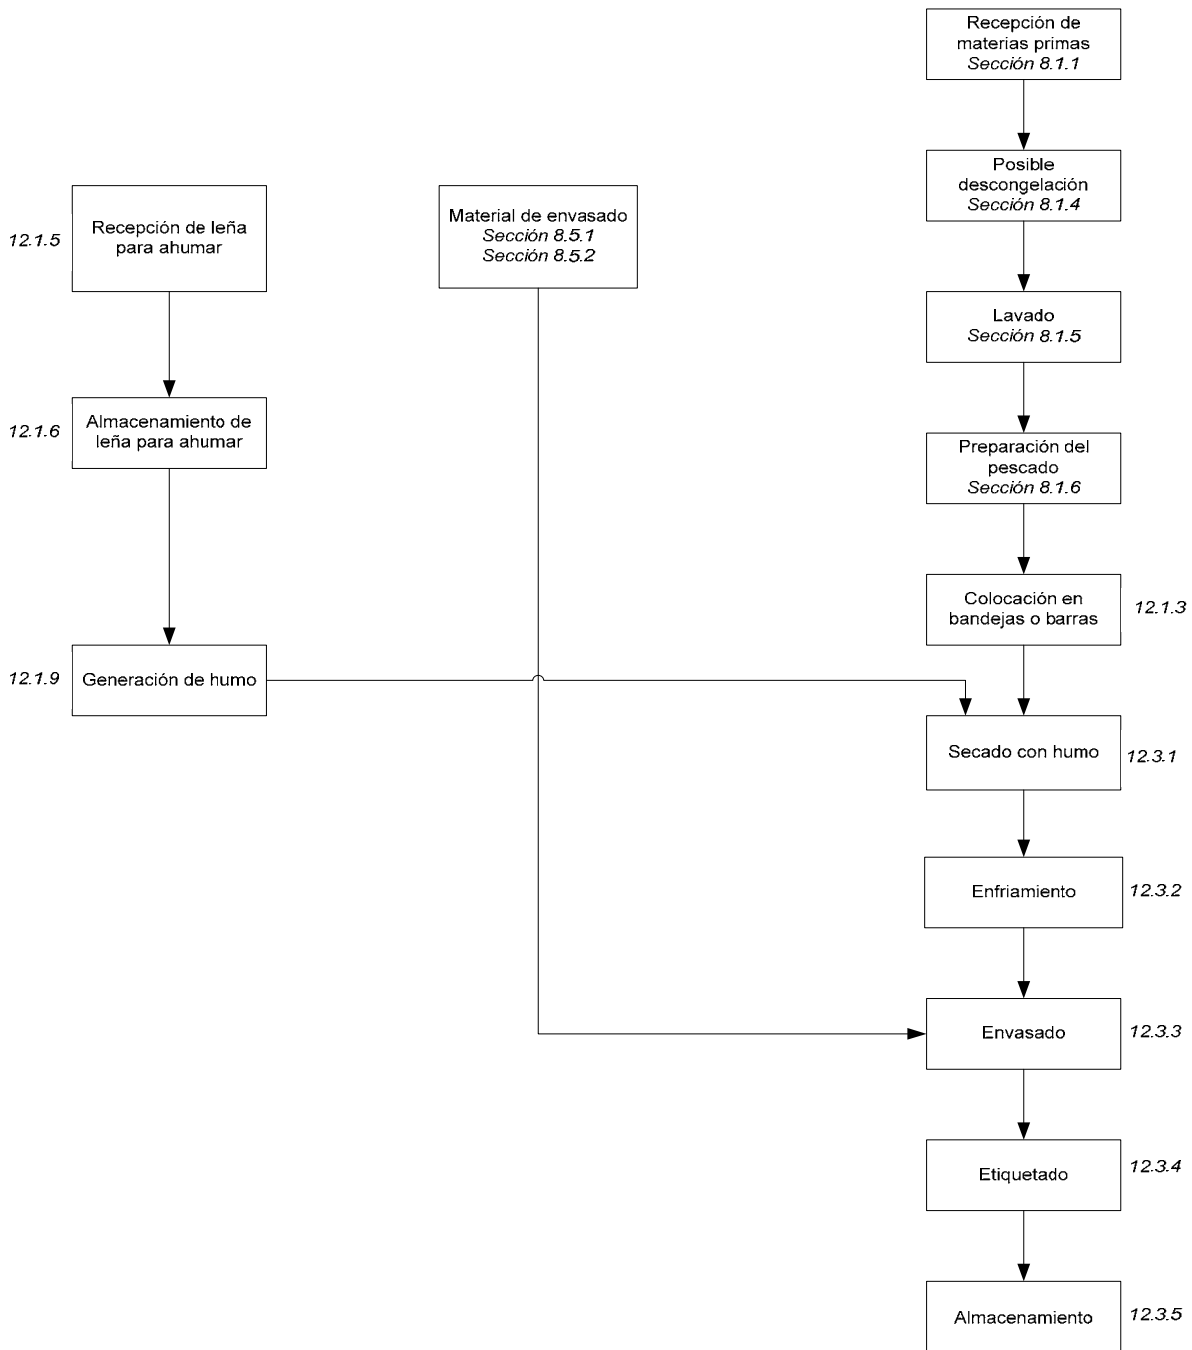 Recepción de
materias primas
Sección 8.1.1
Posible
descongelación
Sección 8.1.4
12.1.5
Recepción de leña
para ahumar
Material de envasado
Sección 8.5.1
Sección 8.5.2
Lavado
Sección 8.1.5
12.1.6
Almacenamiento de
leña para ahumar
Preparación del
pescado
Sección 8.1.6
Colocación en
bandejas o barras
12.1.3
12.1.9
Generación de humo
Secado con humo
12.3.1
Enfriamiento
12.3.2
Envasado
12.3.3
Etiquetado
12.3.4
Almacenamiento
12.3.5